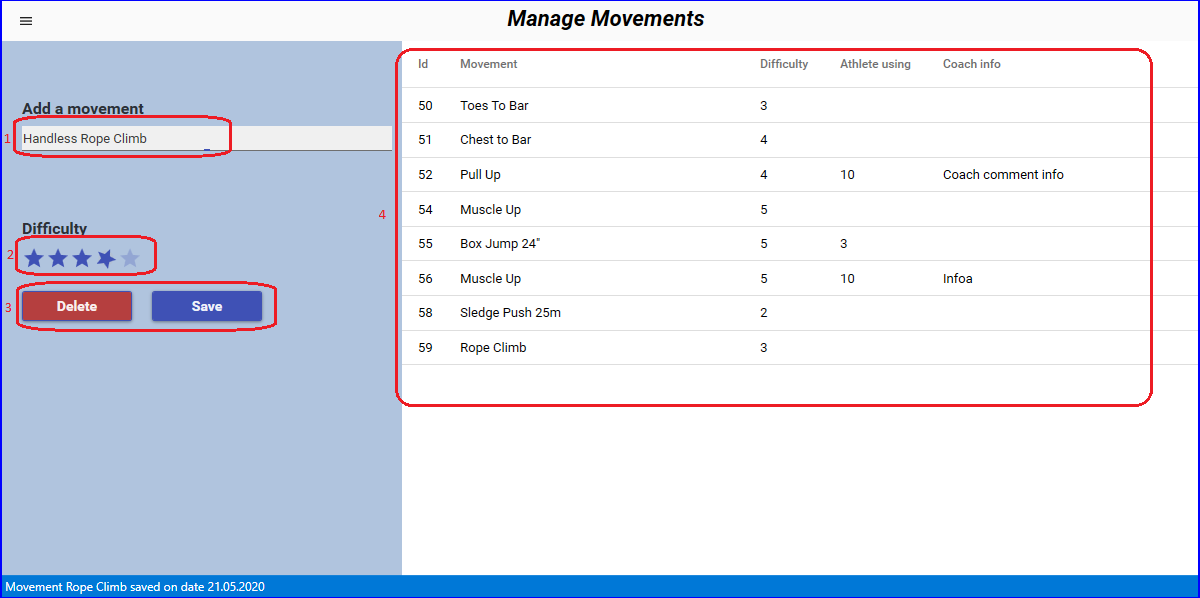 Manage Movements
Add a movement
1 Handless Rope Climb
Difficulty
2
3 Delete Save
4
Id Movement Difficulty Athlete using Coach info
50 Toes To Bar 3
51 Chest to Bar 4
52 Pull Up 4 10 Coach comment info
54 Muscle Up 5
55 Box Jump 24" 5 3
56 Muscle Up 5 10 Infoa
58 Sledge Push 25m 2
59 Rope Climb 3
Movement Rope Climb saved on date 21.05.2020